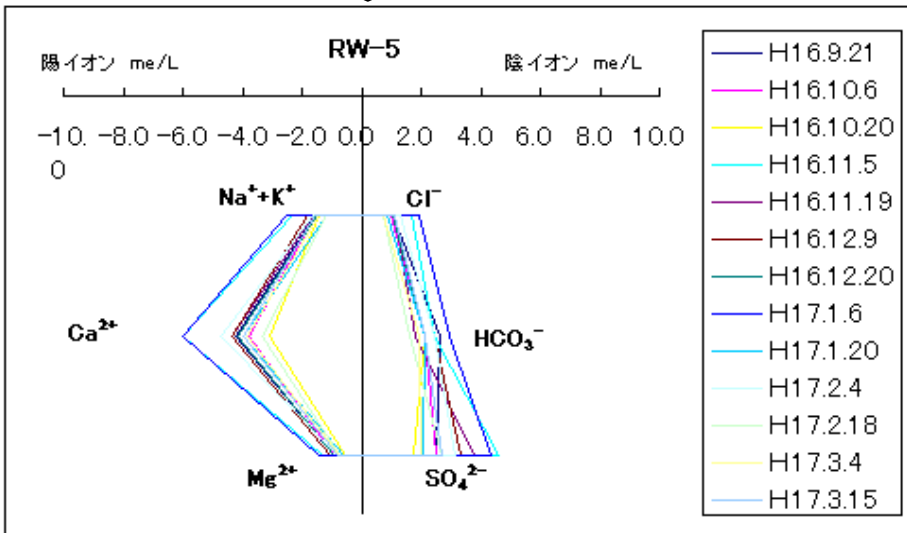 RW-5
陽イオン me/L 陰イオン me/L
-10.0 -8.0 -6.0 -4.0 -2.0 0.0 2.0 4.0 6.0 8.0 10.0
Na⁺+K⁺ Cl⁻
Ca²⁺ HCO₃⁻
Mg²⁺ SO₄²⁻
H16.9.21
H16.10.6
H16.10.20
H16.11.5
H16.11.19
H16.12.9
H16.12.20
H17.1.6
H17.1.20
H17.2.4
H17.2.18
H17.3.4
H17.3.15